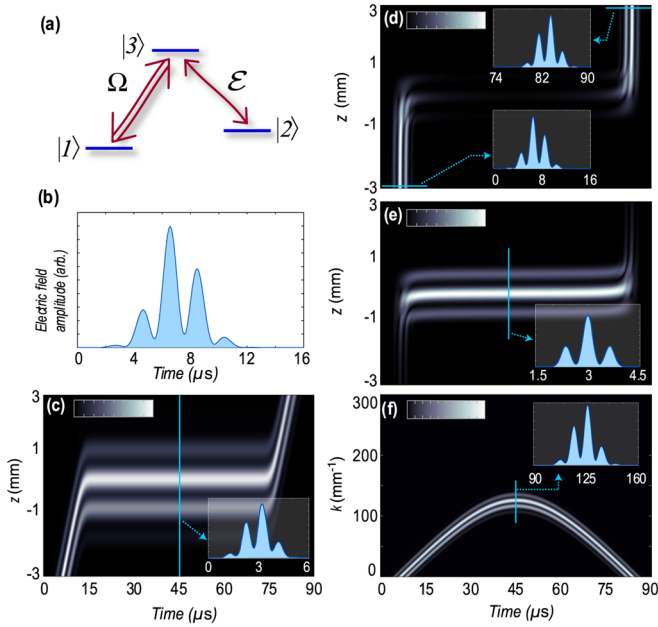 (a)
|3⟩
Ω
ℰ
|1⟩
|2⟩
(b)
Electric field
amplitude (arb.)
0 4 8 12 16
Time (μs)
(c)
3
1
-1
-3
z (mm)
0 3 6
0 15 30 45 60 75 90
Time (μs)
(d)
3
1
-1
-3
z (mm)
74 82 90
0 8 16
(e)
3
1
-1
-3
z (mm)
1.5 3 4.5
(f)
300
200
100
0
k (mm⁻¹)
90 125 160
0 15 30 45 60 75 90
Time (μs)